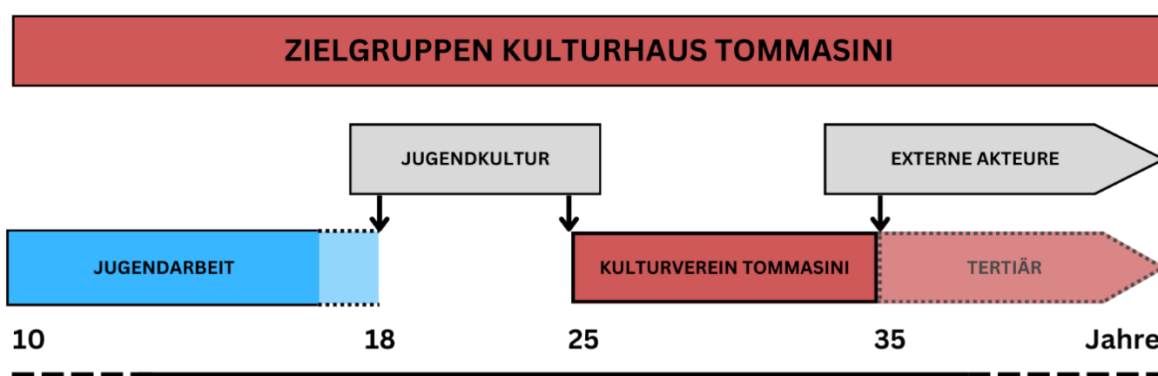 ZIELGRUPPEN KULTURHAUS TOMMASINI
JUGENDKULTUR
EXTERNE AKTEURE
JUGENDARBEIT
KULTURVEREIN TOMMASINI
TERTIÄR
10
18
25
35
Jahre